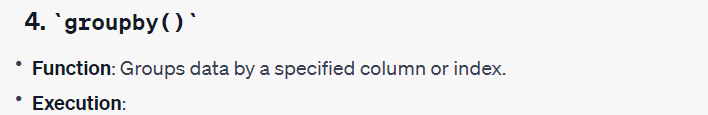 4. `groupby()`
• Function: Groups data by a specified column or index.
• Execution: